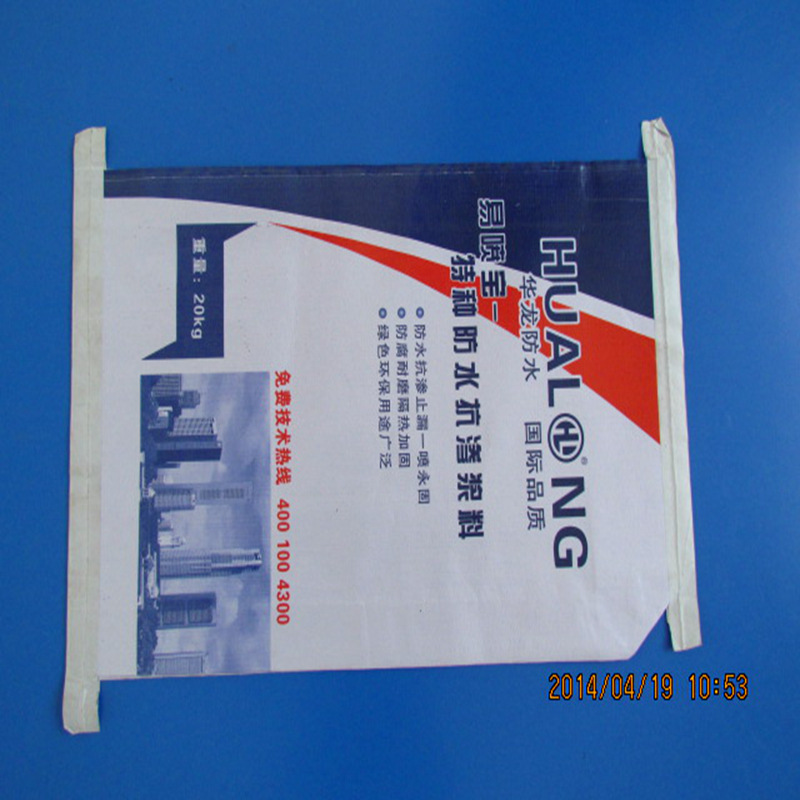 HUALONG
华龙防水 国际品质
易喷宝–
特种防水抗渗浆料
防水抗渗止漏一喷永固
防腐耐磨隔热加固
绿色环保用途广泛
免费技术热线 400 100 4300
重量：20kg
2014/04/19 10:53